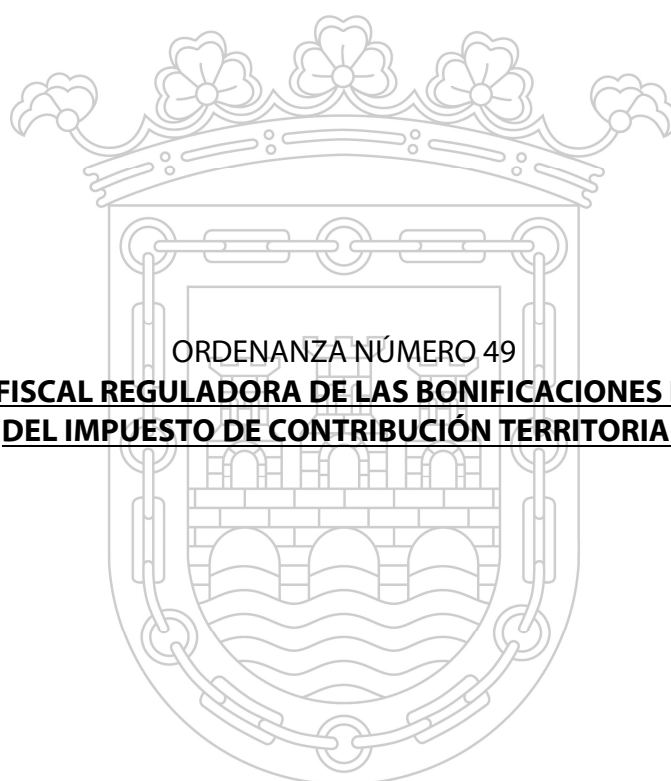 ORDENANZA NÚMERO 49
FISCAL REGULADORA DE LAS BONIFICACIONES
DEL IMPUESTO DE CONTRIBUCIÓN TERRITORIA